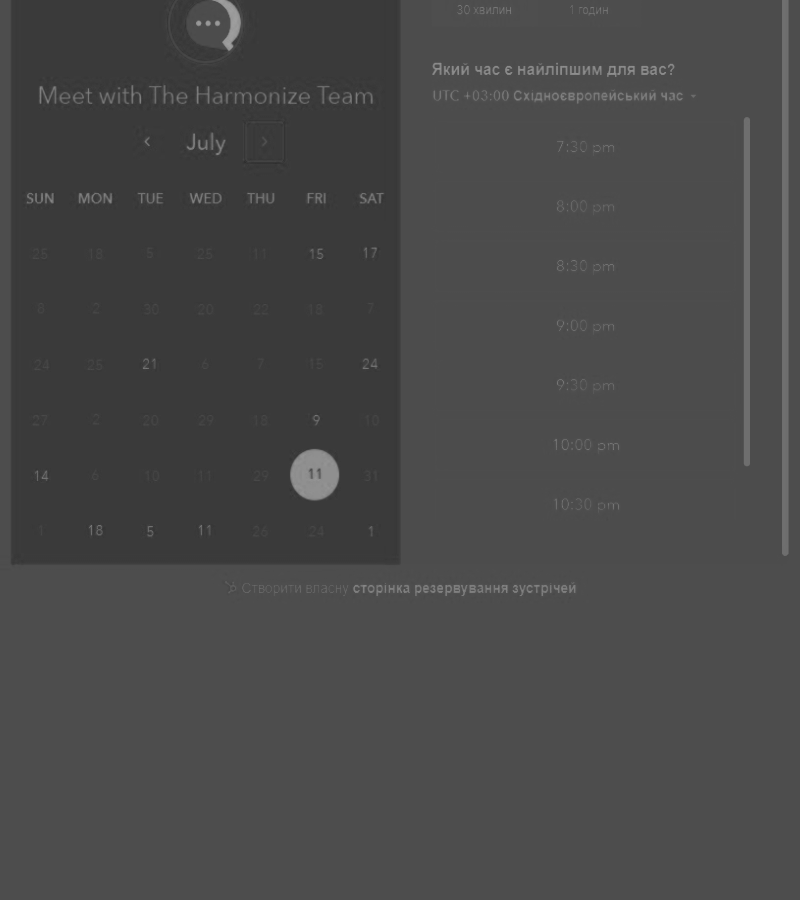 30 хвилин 1 годин
Який час є найліпшим для вас?
UTC +03:00 Східноєвропейський час
Meet with The Harmonize Team
July
SUN MON TUE WED THU FRI SAT
25 18 5 25 11 15 17
8 2 30 20 22 18 7
24 25 21 6 7 15 24
27 2 20 29 18 9 10
14 6 10 11 29 11 31
1 18 5 11 26 24 1
7:30 pm
8:00 pm
8:30 pm
9:00 pm
9:30 pm
10:00 pm
10:30 pm
Створити власну сторінка резервування зустрічей